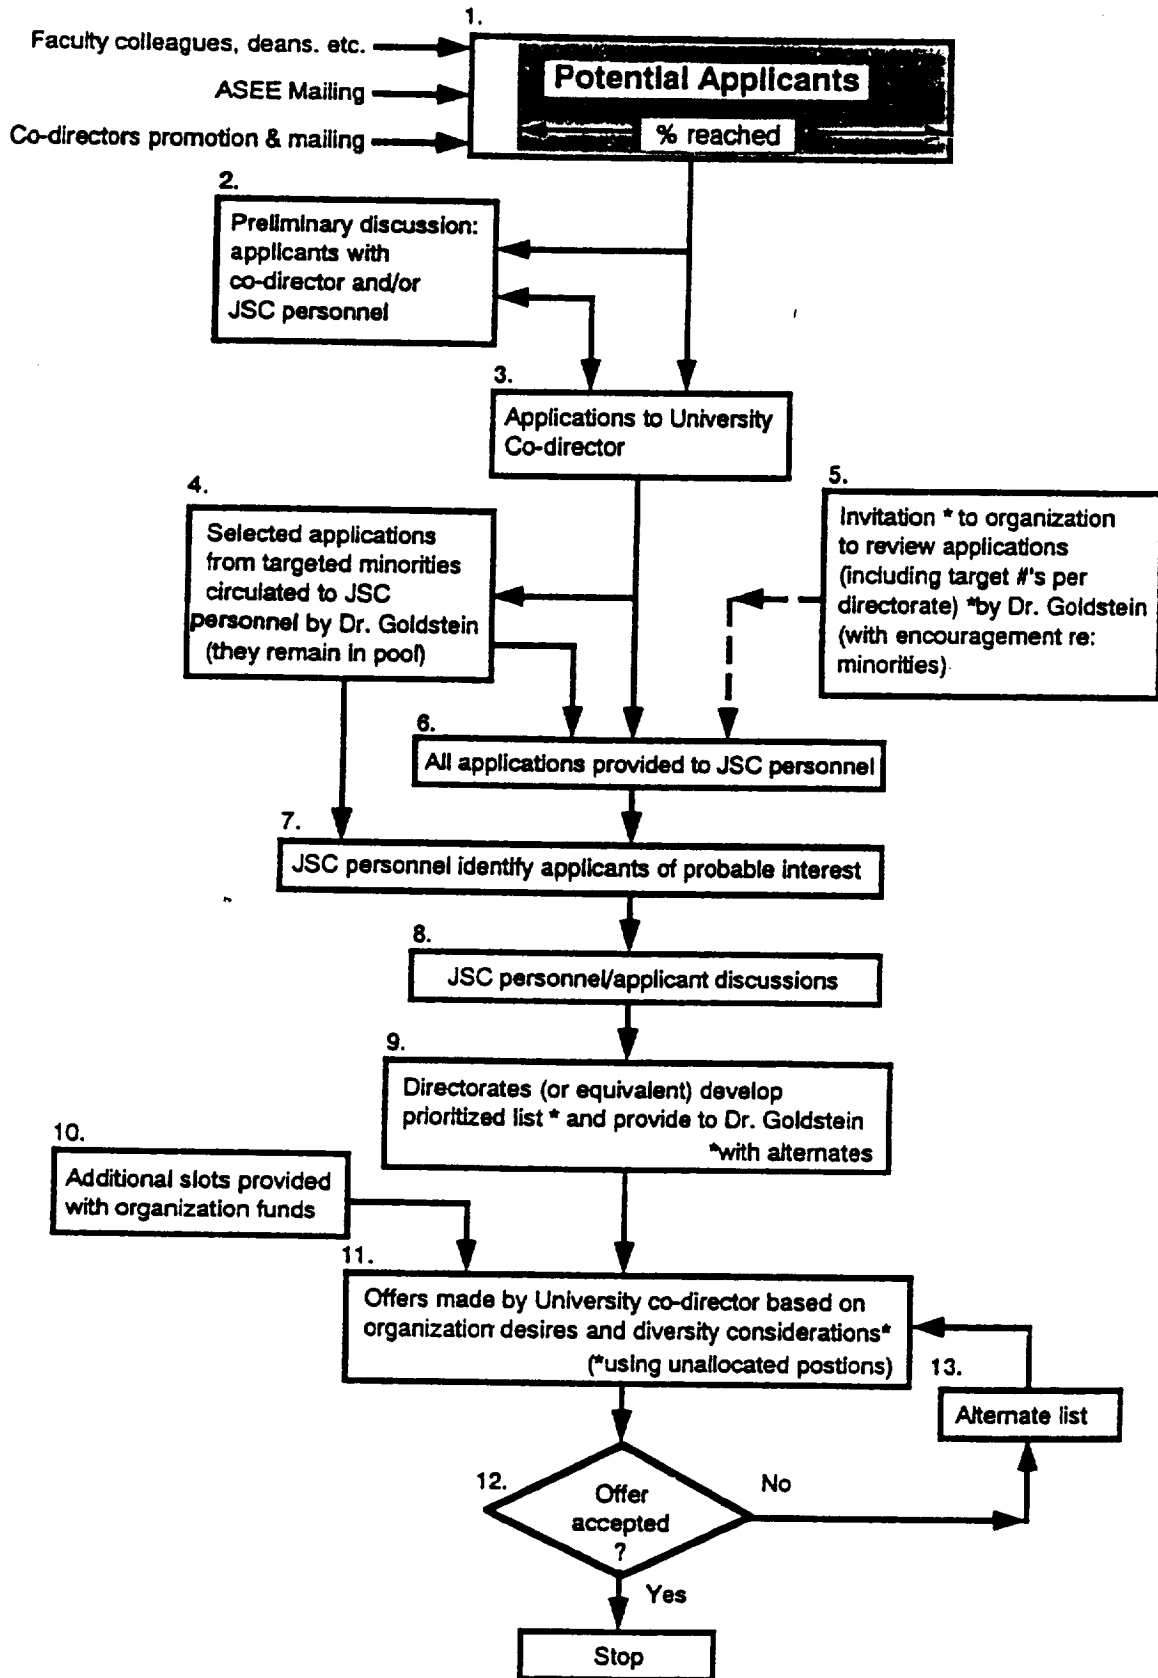 1.
Faculty colleagues, deans. etc.
ASEE Mailing
Co-directors promotion & mailing
Potential Applicants
% reached
2.
Preliminary discussion:
applicants with
co-director and/or
JSC personnel
3.
Applications to University
Co-director
4.
Selected applications
from targeted minorities
circulated to JSC
personnel by Dr. Goldstein
(they remain in pool)
5.
Invitation * to organization
to review applications
(including target #'s per
directorate) *by Dr. Goldstein
(with encouragement re:
minorities)
6.
All applications provided to JSC personnel
7.
JSC personnel identify applicants of probable interest
8.
JSC personnel/applicant discussions
9.
Directorates (or equivalent) develop
prioritized list * and provide to Dr. Goldstein
*with alternates
10.
Additional slots provided
with organization funds
11.
Offers made by University co-director based on
organization desires and diversity considerations*
(*using unallocated postions)
13.
Alternate list
12.
Offer
accepted
?
No
Yes
Stop